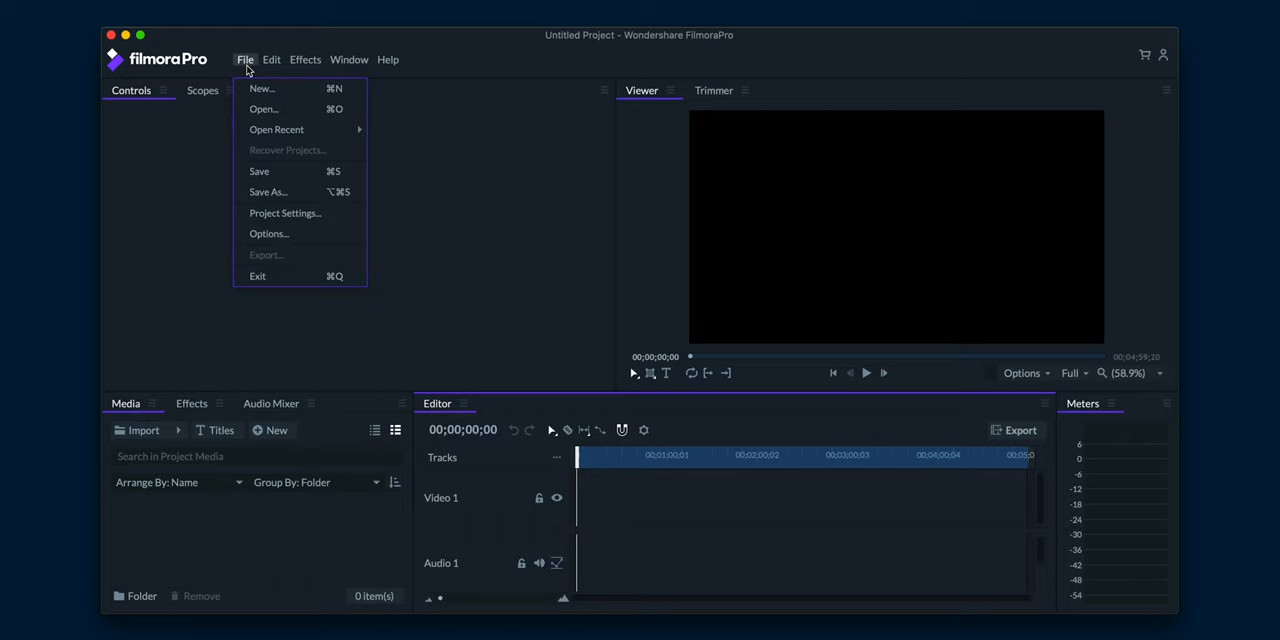 Untitled Project - Wondershare FilmoraPro
filmoraPro
File Edit Effects Window Help
Controls Scopes
New... ⌘N
Open... ⌘O
Open Recent
Recover Projects...
Save ⌘S
Save As... ⌥⌘S
Project Settings...
Options...
Export...
Exit ⌘Q
Viewer Trimmer
00;00;00;00 00;04;59;20
Options Full (58.9%)
Media Effects Audio Mixer
Import Titles New
Search in Project Media
Arrange By: Name Group By: Folder
Folder Remove 0 item(s)
Editor
00;00;00;00 Export
Tracks 00;01;00;01 00;02;00;02 00;03;00;03 00;04;00;04 00;05;0
Video 1
Audio 1
Meters
6
0
-6
-12
-18
-24
-30
-36
-42
-48
-54